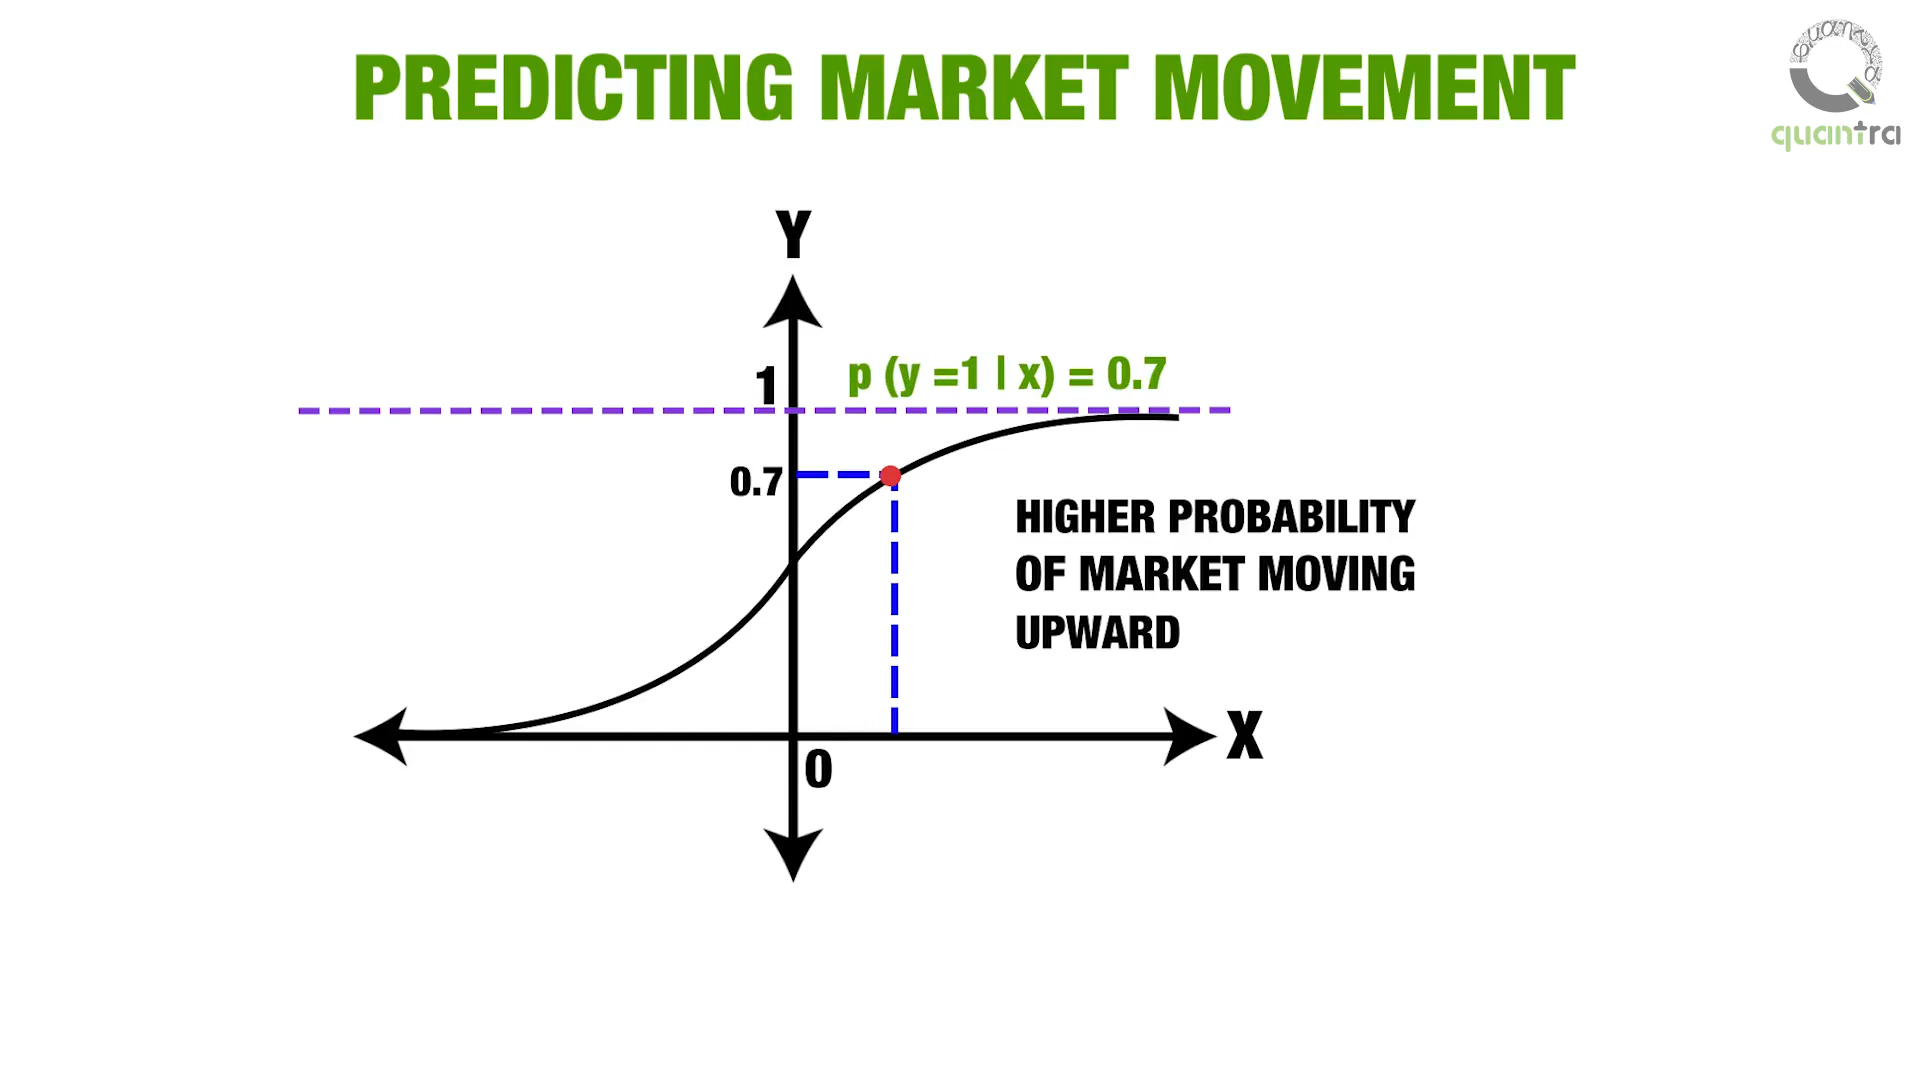 PREDICTING MARKET MOVEMENT
quantra
Y
1
p (y =1 | x) = 0.7
0.7
HIGHER PROBABILITY
OF MARKET MOVING
UPWARD
X
0